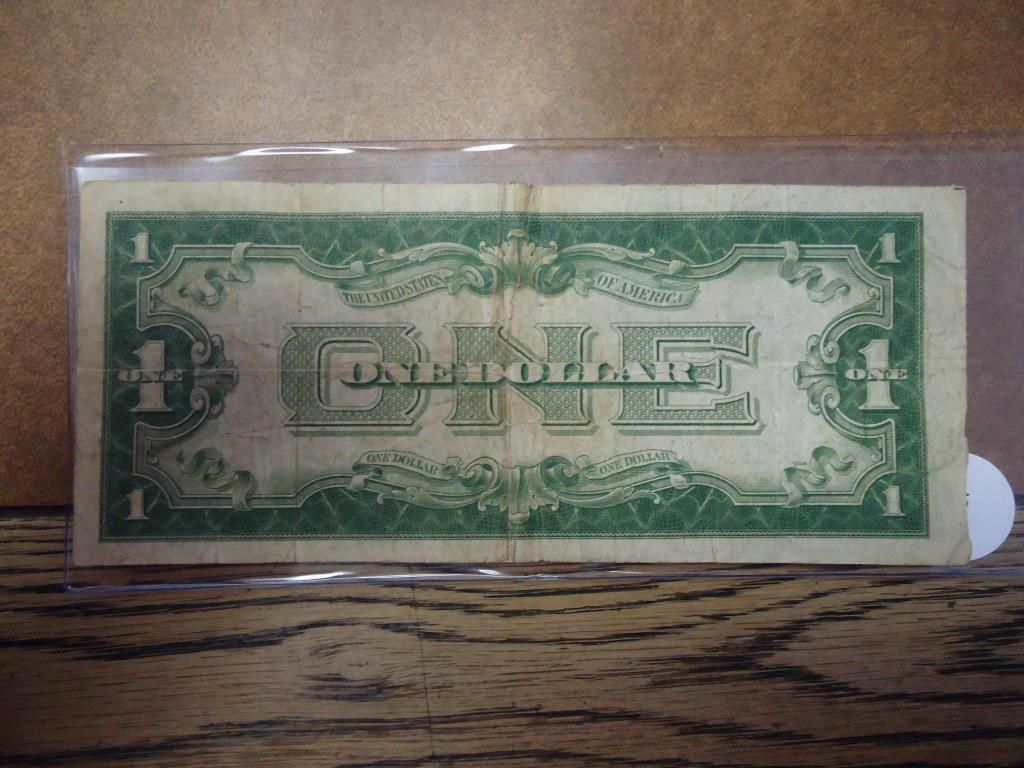 1 1
THE UNITED STATES OF AMERICA
ONE
1 ONE ONE DOLLAR 1 ONE
ONE DOLLAR ONE DOLLAR
1 1